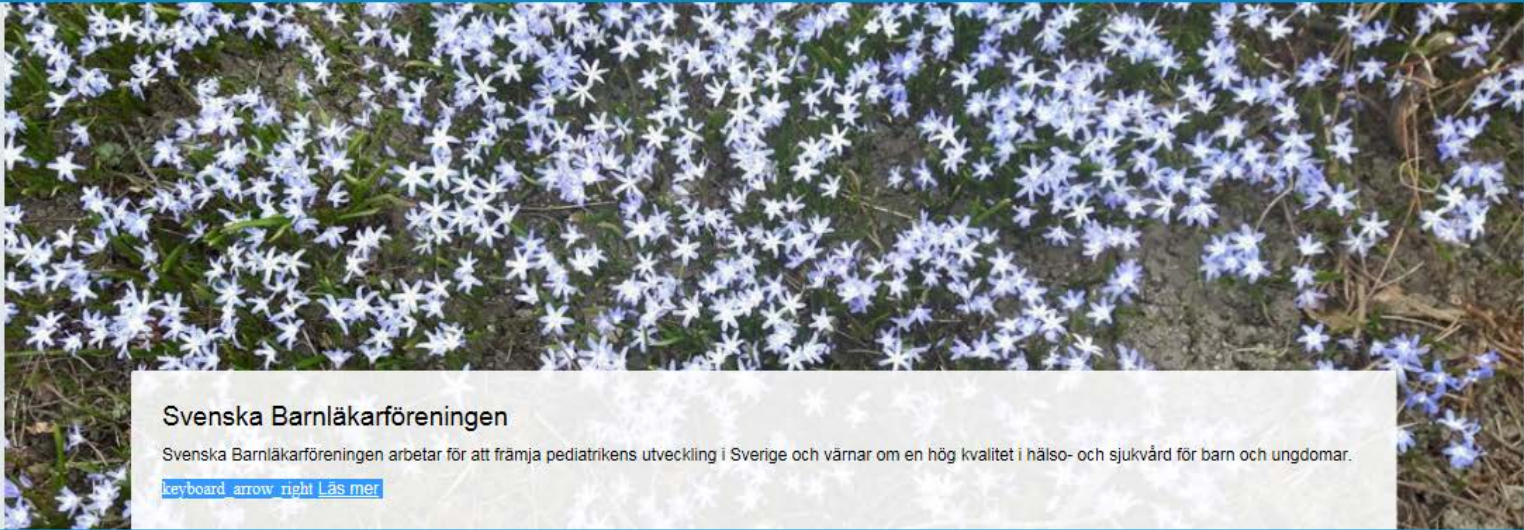 Svenska Barnläkarföreningen
Svenska Barnläkarföreningen arbetar för att främja pediatrikens utveckling i Sverige och värnar om en hög kvalitet i hälso- och sjukvård för barn och ungdomar.
keyboard_arrow_right Läs mer